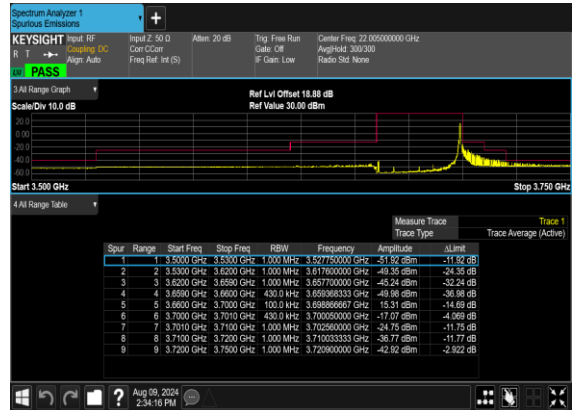 Spectrum Analyzer 1
Spurious Emissions
KEYSIGHT Input: RF Input Z: 50 Ω Atten: 20 dB Trig: Free Run Center Freq: 22.005000000 GHz
R T Coupling: DC Corr CCorr Gate: Off Avg|Hold: 300/300
Align: Auto Freq Ref: Int (S) IF Gain: Low Radio Std: None
PASS
3 All Range Graph
Ref Lvl Offset 18.88 dB
Scale/Div 10.0 dB Ref Value 30.00 dBm
20.0
0.00
-20.0
-40.0
-60.0
Start 3.500 GHz Stop 3.750 GHz
4 All Range Table
Measure Trace Trace 1
Trace Type Trace Average (Active)
Spur Range Start Freq Stop Freq RBW Frequency Amplitude ΔLimit
1 1 3.5000 GHz 3.5300 GHz 1.000 MHz 3.527750000 GHz -51.92 dBm -11.92 dB
2 2 3.5300 GHz 3.6200 GHz 1.000 MHz 3.617600000 GHz -49.35 dBm -24.35 dB
3 3 3.6200 GHz 3.6590 GHz 1.000 MHz 3.657700000 GHz -45.24 dBm -32.24 dB
4 4 3.6590 GHz 3.6600 GHz 430.0 kHz 3.659368333 GHz -49.98 dBm -36.98 dB
5 5 3.6600 GHz 3.7000 GHz 100.0 kHz 3.698866667 GHz 15.31 dBm -14.69 dB
6 6 3.7000 GHz 3.7010 GHz 430.0 kHz 3.700050000 GHz -17.07 dBm -4.069 dB
7 7 3.7010 GHz 3.7100 GHz 1.000 MHz 3.702560000 GHz -24.75 dBm -11.75 dB
8 8 3.7100 GHz 3.7200 GHz 1.000 MHz 3.710033333 GHz -36.77 dBm -11.77 dB
9 9 3.7200 GHz 3.7500 GHz 1.000 MHz 3.720900000 GHz -42.92 dBm -2.922 dB
Aug 09, 2024
2:34:16 PM